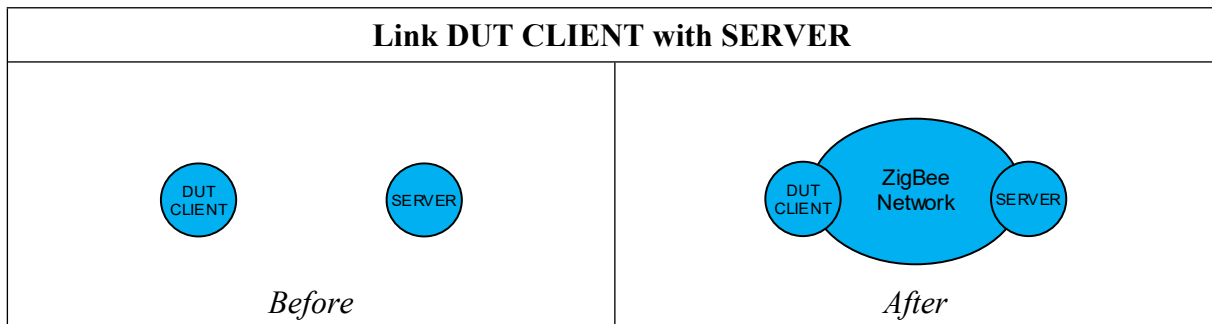 Link DUT CLIENT with SERVER
DUT
CLIENT
SERVER
Before
DUT
CLIENT
ZigBee
Network
SERVER
After